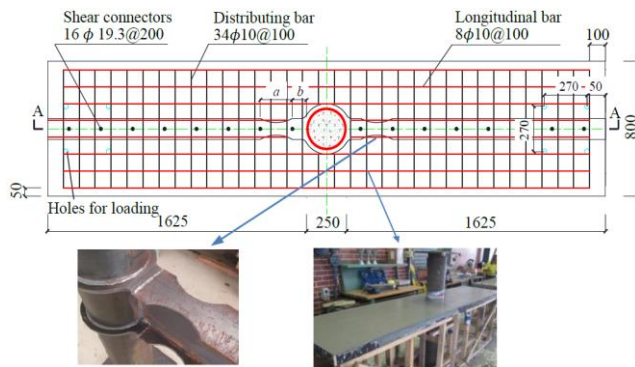 Shear connectors
16 ϕ 19.3@200
Distributing bar
34ϕ10@100
Longitudinal bar
8ϕ10@100
100
a
b
270
50
A
A
270
800
50
Holes for loading
1625
250
1625